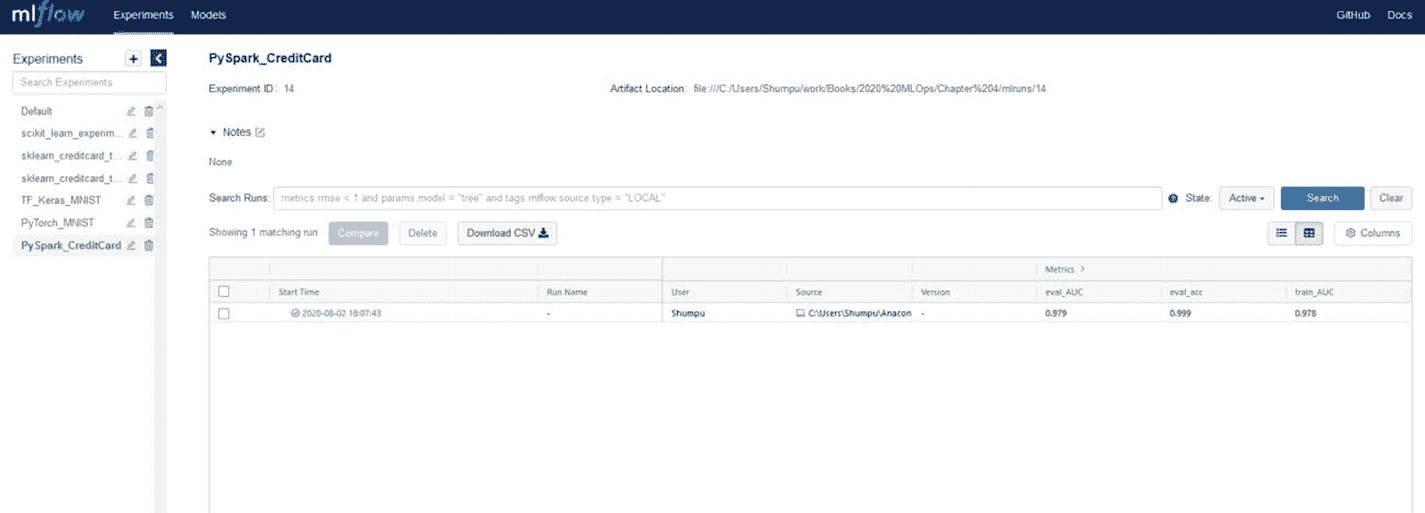 mlflow Experiments Models GitHub Docs
Experiments
Search Experiments
Default
scikit_learn_experim...
sklearn_creditcard_t...
sklearn_creditcard_t...
TF_Keras_MNIST
PyTorch_MNIST
PySpark_CreditCard
PySpark_CreditCard
Experiment ID: 14 Artifact Location: file:///C:/Users/Shumpu/work/Books/2020%20MLOps/Chapter%204/mlruns/14
Notes
None
Search Runs: metrics.rmse < 1 and params.model = "tree" and tags.mlflow.source.type = "LOCAL" State: Active Search Clear
Showing 1 matching run Compare Delete Download CSV Columns
Metrics >
Start Time Run Name User Source Version eval_AUC eval_acc train_AUC
2020-08-02 18:07:43 - Shumpu C:\Users\Shumpu\Anacon - 0.979 0.999 0.978